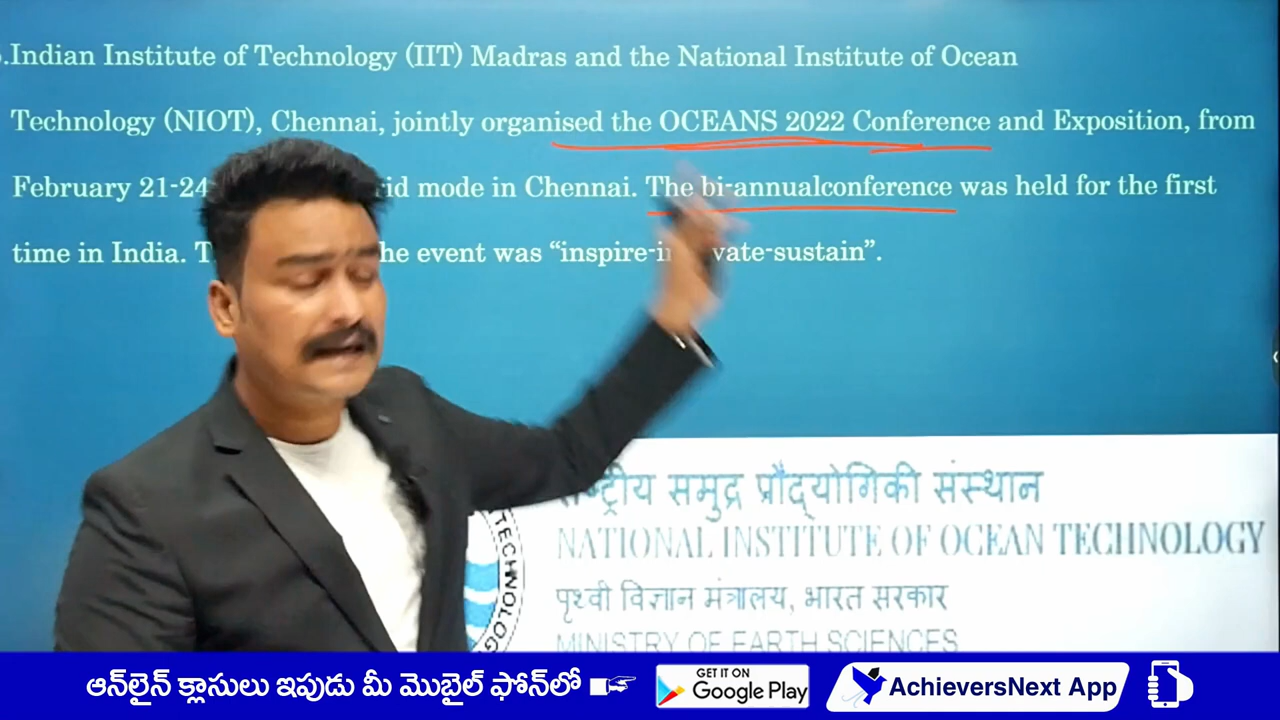 .Indian Institute of Technology (IIT) Madras and the National Institute of Ocean
Technology (NIOT), Chennai, jointly organised the OCEANS 2022 Conference and Exposition, from
February 21-24 mode in Chennai. The bi-annualconference was held for the first
time in India. the event was “inspire- -sustain”.
राष्ट्रीय समुद्र प्रौद्योगिकी संस्थान
NATIONAL INSTITUTE OF OCEAN TECHNOLOGY
पृथ्वी विज्ञान मंत्रालय, भारत सरकार
MINISTRY OF EARTH SCIENCES
ఆన్‌లైన్ క్లాసులు ఇపుడు మీ మొబైల్ ఫోన్‌లో
GET IT ON
Google Play
AchieversNext App